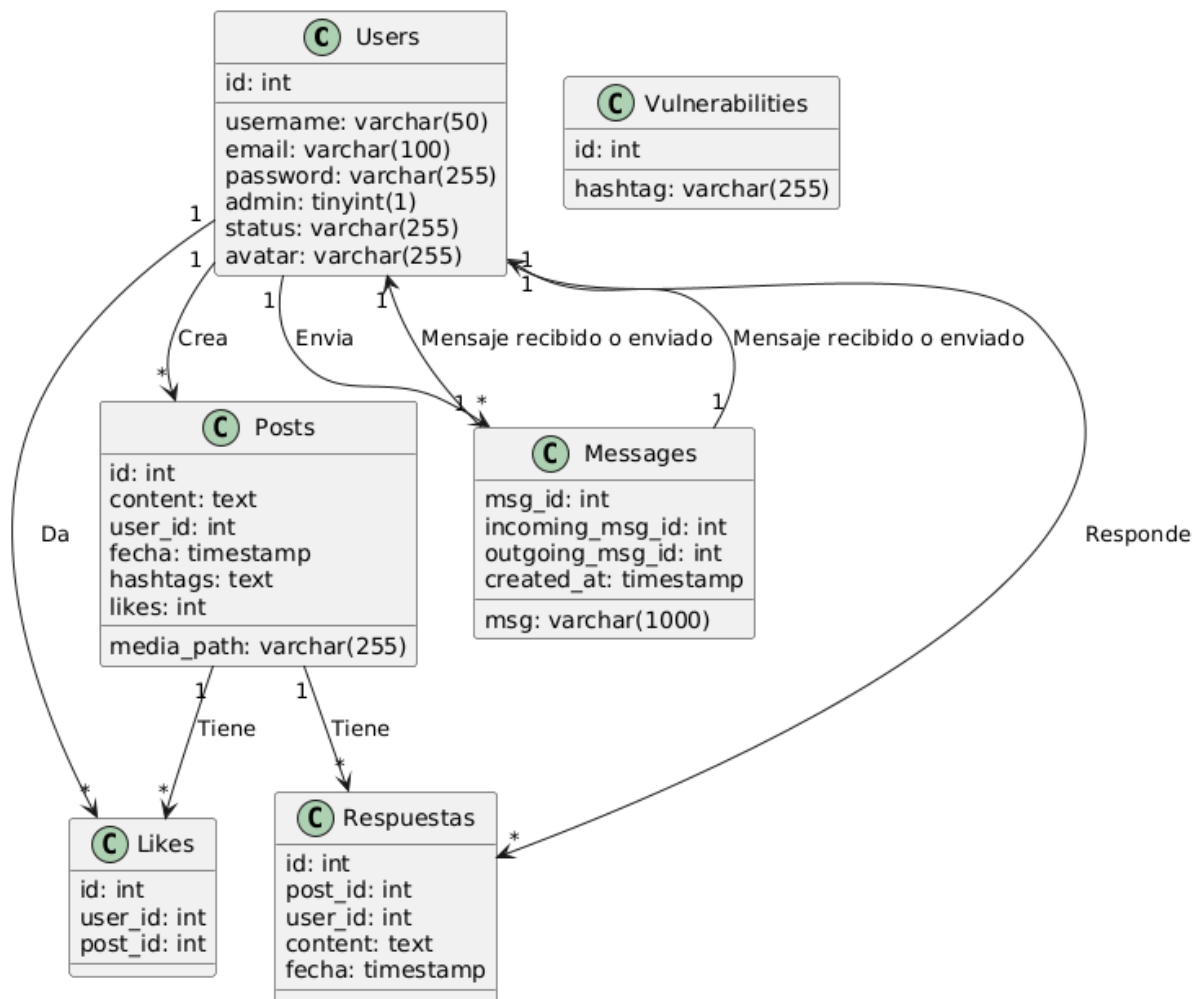 C Users
id: int
username: varchar(50)
email: varchar(100)
password: varchar(255)
admin: tinyint(1)
status: varchar(255)
avatar: varchar(255)
C Vulnerabilities
id: int
hashtag: varchar(255)
1
1
1
1
1
1
Crea
Envia
Mensaje recibido o enviado
Mensaje recibido o enviado
*
1
*
1
C Posts
id: int
content: text
user_id: int
fecha: timestamp
hashtags: text
likes: int
media_path: varchar(255)
C Messages
msg_id: int
incoming_msg_id: int
outgoing_msg_id: int
created_at: timestamp
msg: varchar(1000)
Da
Responde
1
1
Tiene
Tiene
*
*
*
*
C Likes
id: int
user_id: int
post_id: int
C Respuestas
id: int
post_id: int
user_id: int
content: text
fecha: timestamp